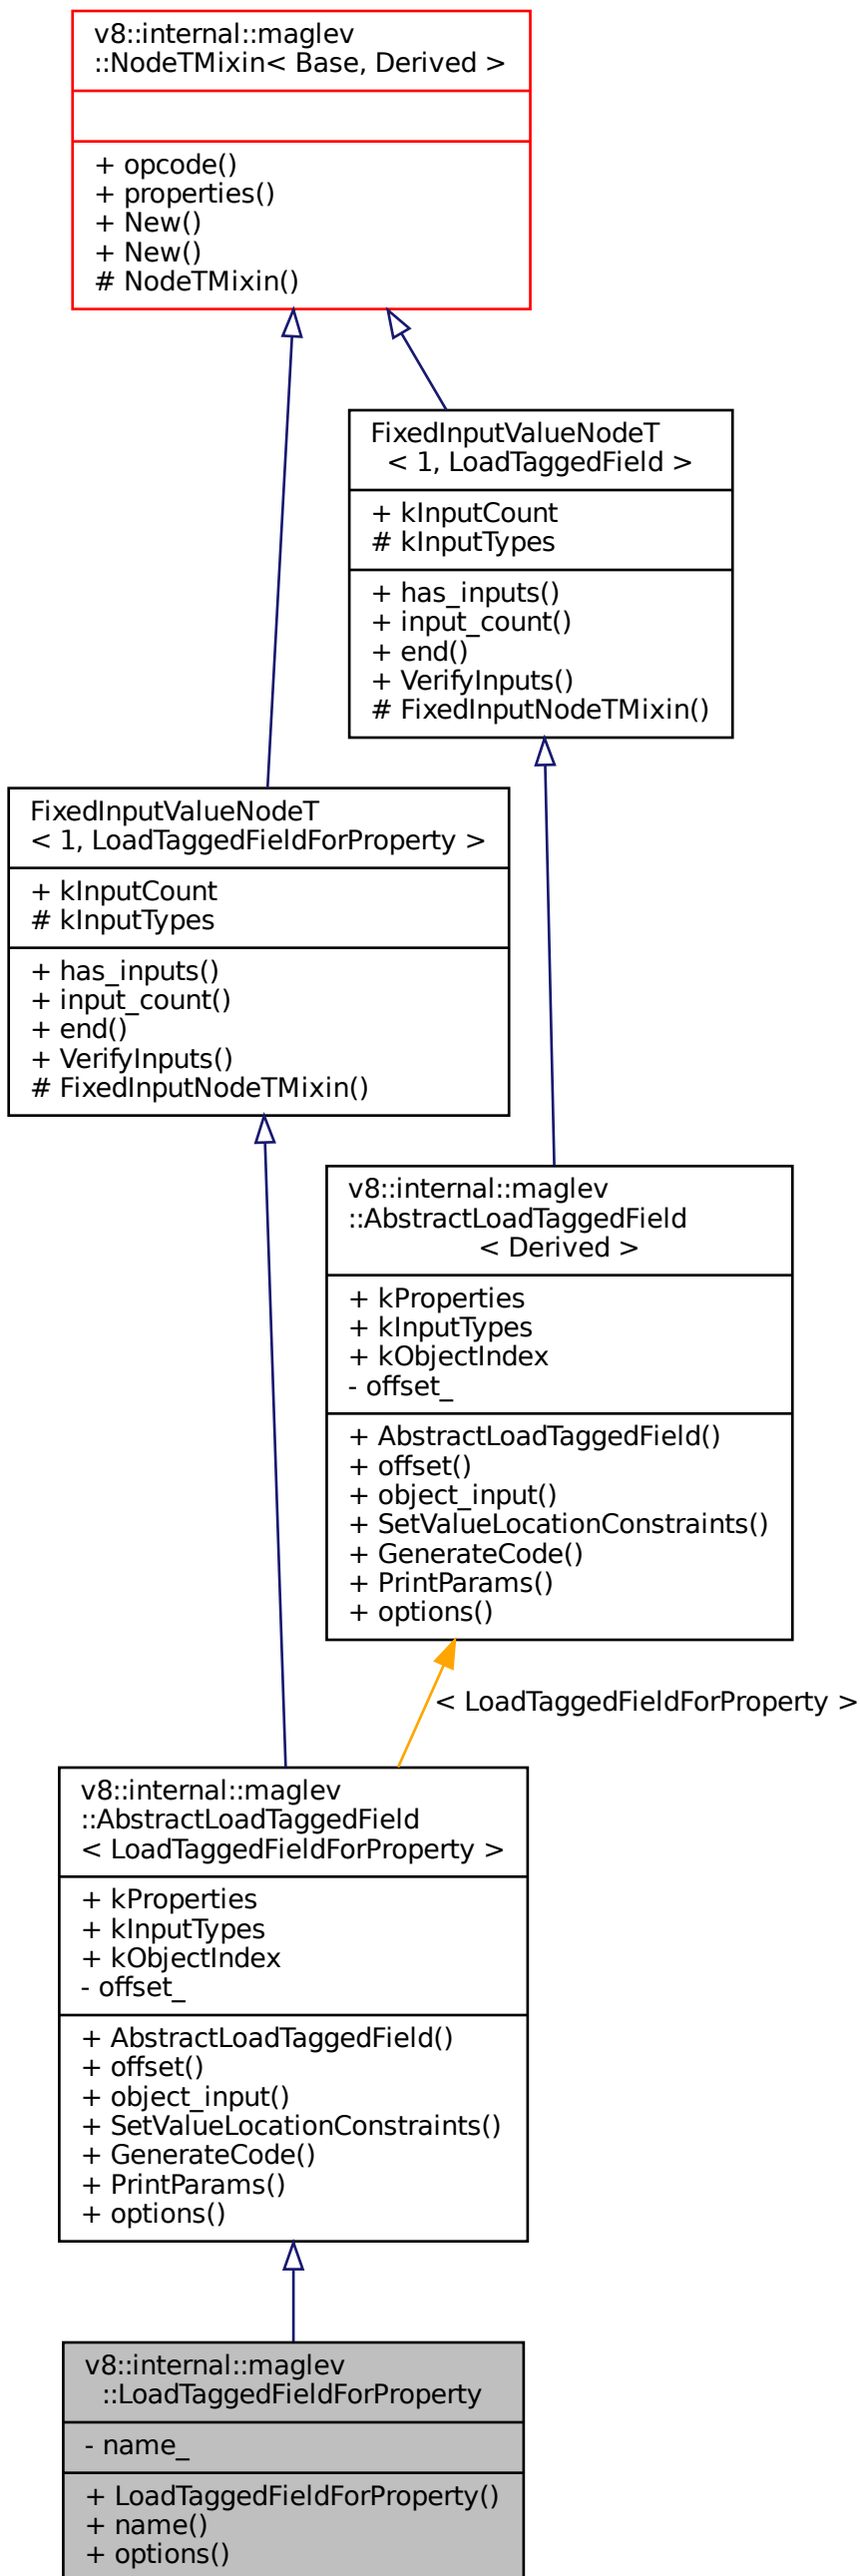 v8::internal::maglev
::NodeTMixin< Base, Derived >
+ opcode()
+ properties()
+ New()
+ New()
# NodeTMixin()
FixedInputValueNodeT
< 1, LoadTaggedField >
+ kInputCount
# kInputTypes
+ has_inputs()
+ input_count()
+ end()
+ VerifyInputs()
# FixedInputNodeTMixin()
FixedInputValueNodeT
< 1, LoadTaggedFieldForProperty >
+ kInputCount
# kInputTypes
+ has_inputs()
+ input_count()
+ end()
+ VerifyInputs()
# FixedInputNodeTMixin()
v8::internal::maglev
::AbstractLoadTaggedField
< Derived >
+ kProperties
+ kInputTypes
+ kObjectIndex
- offset_
+ AbstractLoadTaggedField()
+ offset()
+ object_input()
+ SetValueLocationConstraints()
+ GenerateCode()
+ PrintParams()
+ options()
< LoadTaggedFieldForProperty >
v8::internal::maglev
::AbstractLoadTaggedField
< LoadTaggedFieldForProperty >
+ kProperties
+ kInputTypes
+ kObjectIndex
- offset_
+ AbstractLoadTaggedField()
+ offset()
+ object_input()
+ SetValueLocationConstraints()
+ GenerateCode()
+ PrintParams()
+ options()
v8::internal::maglev
::LoadTaggedFieldForProperty
- name_
+ LoadTaggedFieldForProperty()
+ name()
+ options()